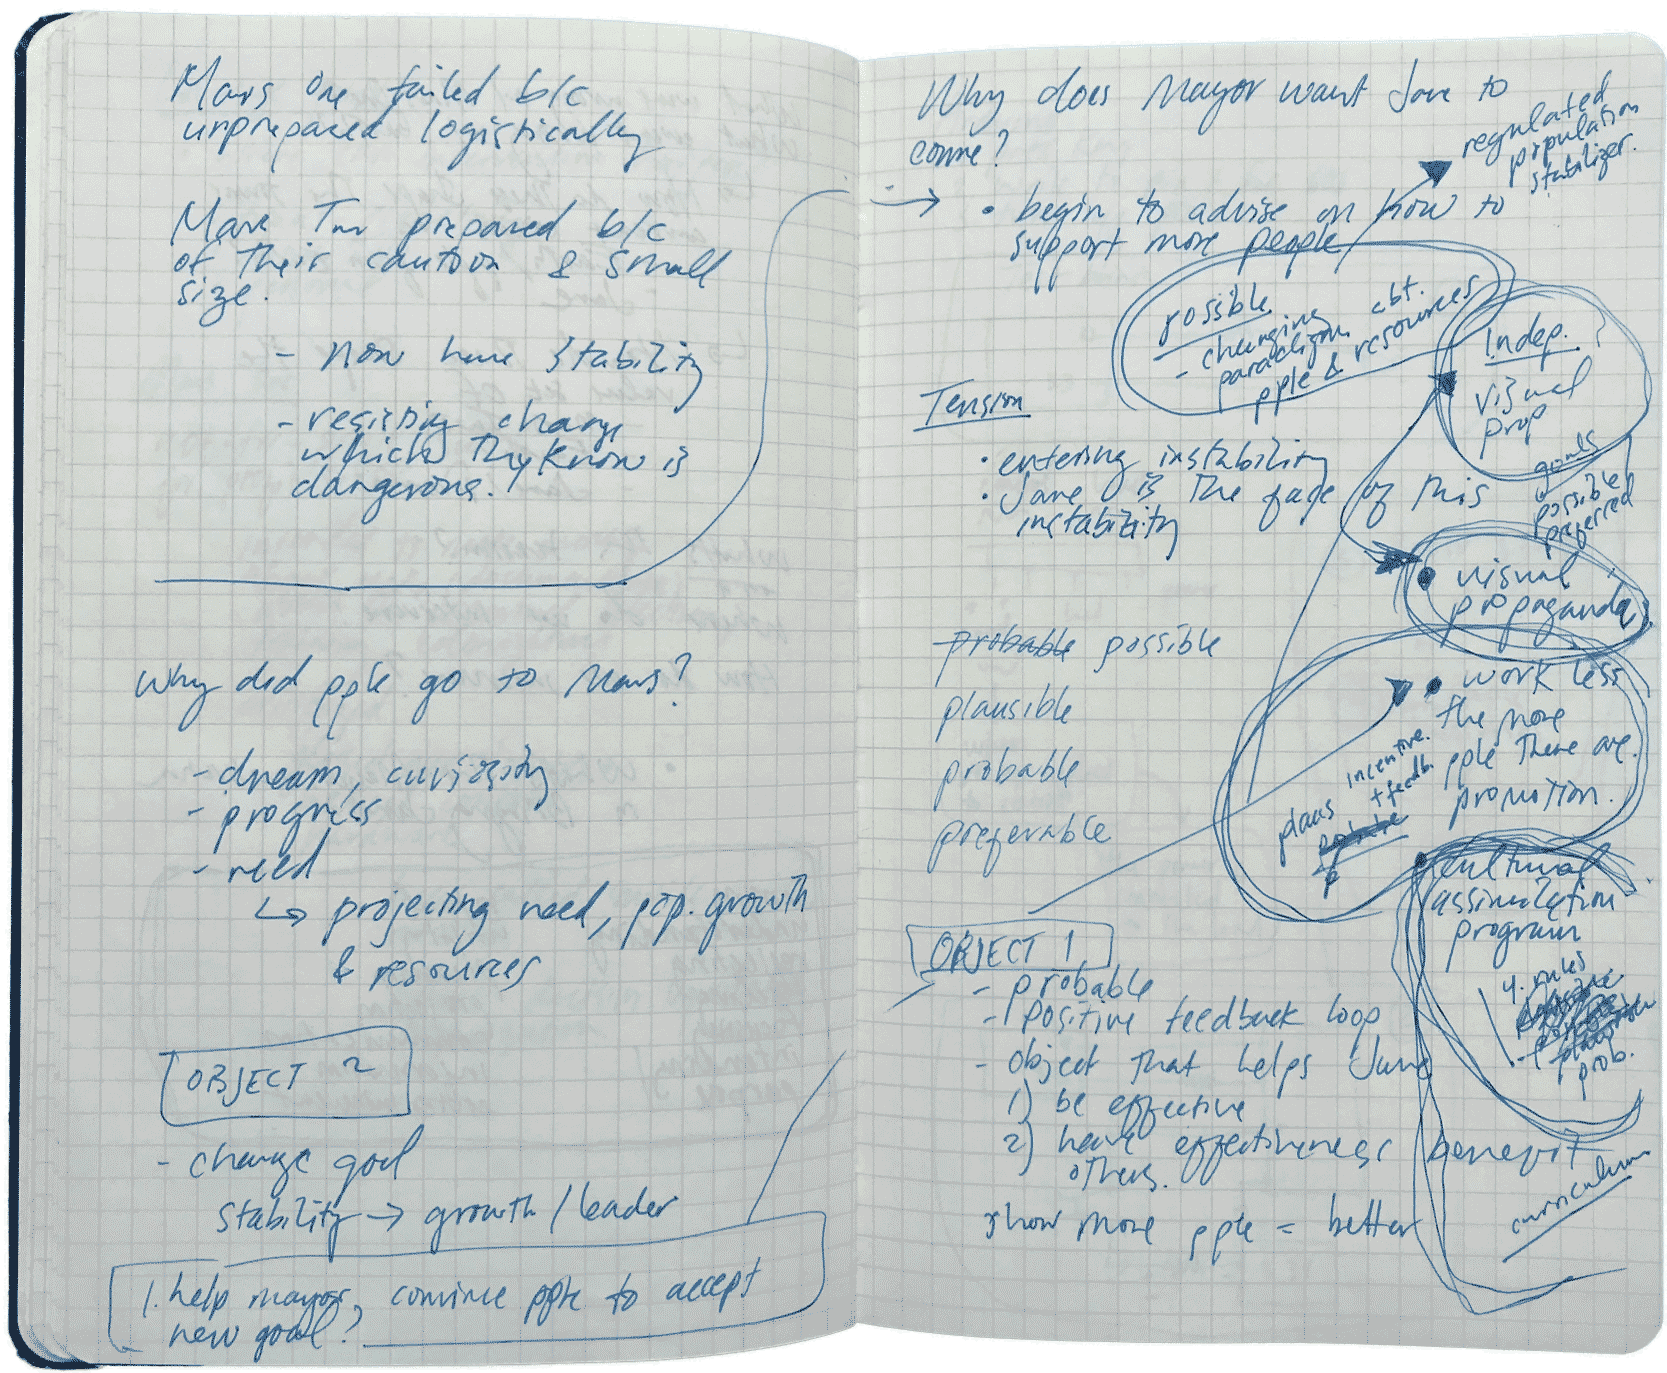 Mars One failed b/c
unprepared logistically
Mars Two prepared b/c
of their caution & small
size.
- now have stability
- resisting change
which they know is
dangerous.
Why did pple go to Mars?
- dream, curiosity
- progress
- need
↳ projecting need, pop. growth
& resources
OBJECT 2
- change goal
stability → growth/leader
1. help mayor, convince pple to accept
new goal?
Why does Mayor want Jane to
come?
→ • begin to advise on how to
support more people
regulated
population
stabilizer.
possible
- changing
paradigm abt.
pple & resources
Indep.
visual
prop
goals
possible
preferred
Tension
• entering instability
• Jane is the face of this
instability
• visual
propaganda
probable possible
plausible
probable
preferable
• work less
the more
pple there are.
promotion.
incentive.
+ feedb.
plaus
p
• cultural
assimilation
program
4. rules
prob.
curriculum
OBJECT 1
- probable
- positive feedback loop
- object that helps Jane
1) be effective
2) have effectiveness benefit
others.
show more pple = better